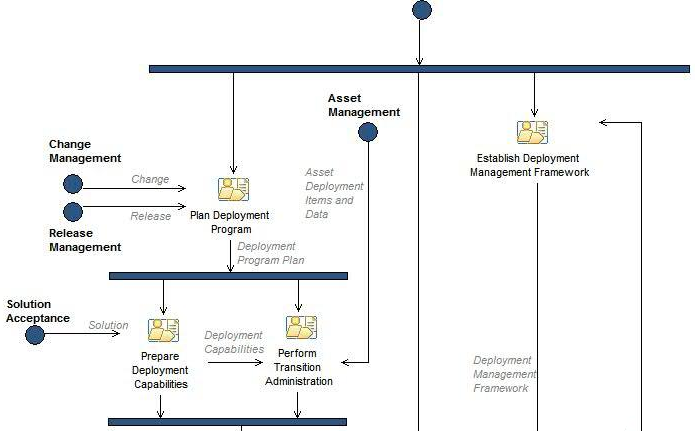 Asset
Management
Change
Management
Establish Deployment
Management Framework
Change
Asset
Deployment
Items and
Data
Release
Plan Deployment
Program
Release
Management
Deployment
Program Plan
Solution
Acceptance
Solution
Deployment
Capabilities
Prepare
Deployment
Capabilities
Perform
Transition
Administration
Deployment
Management
Framework